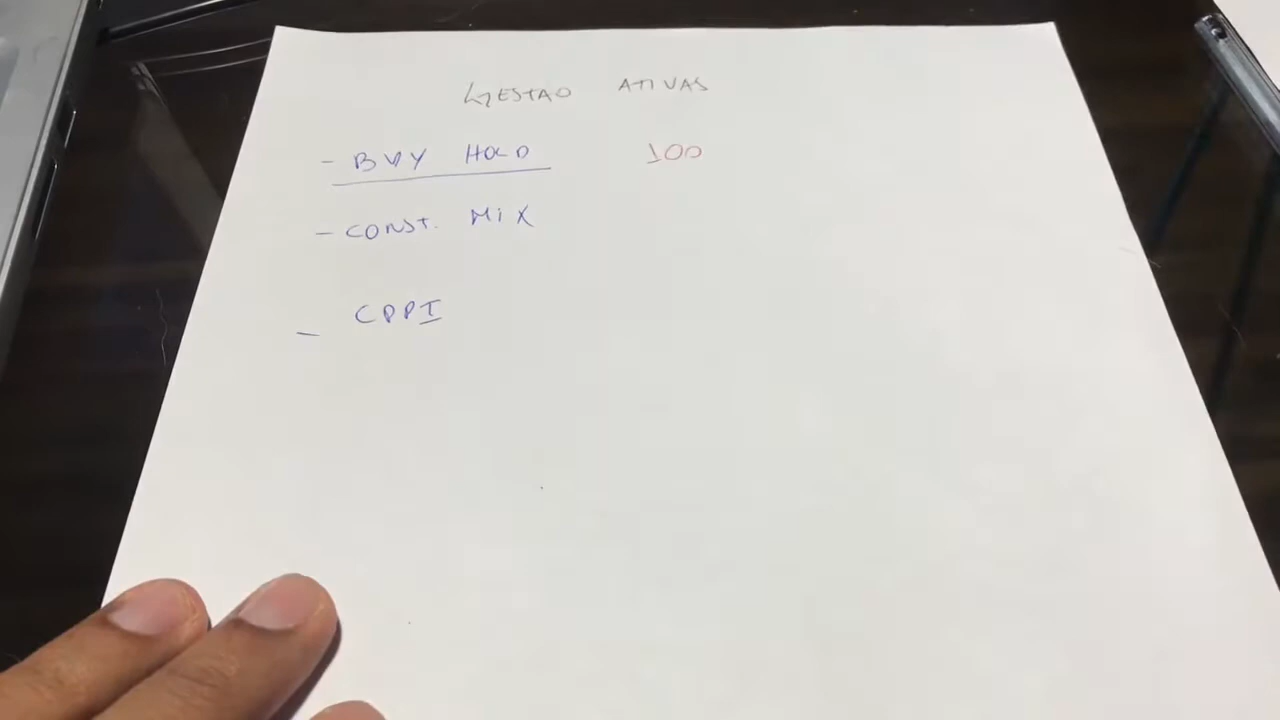 GESTAO ATIVAS
- BUY HOLD 100
- CONST. MIX
- CPPI